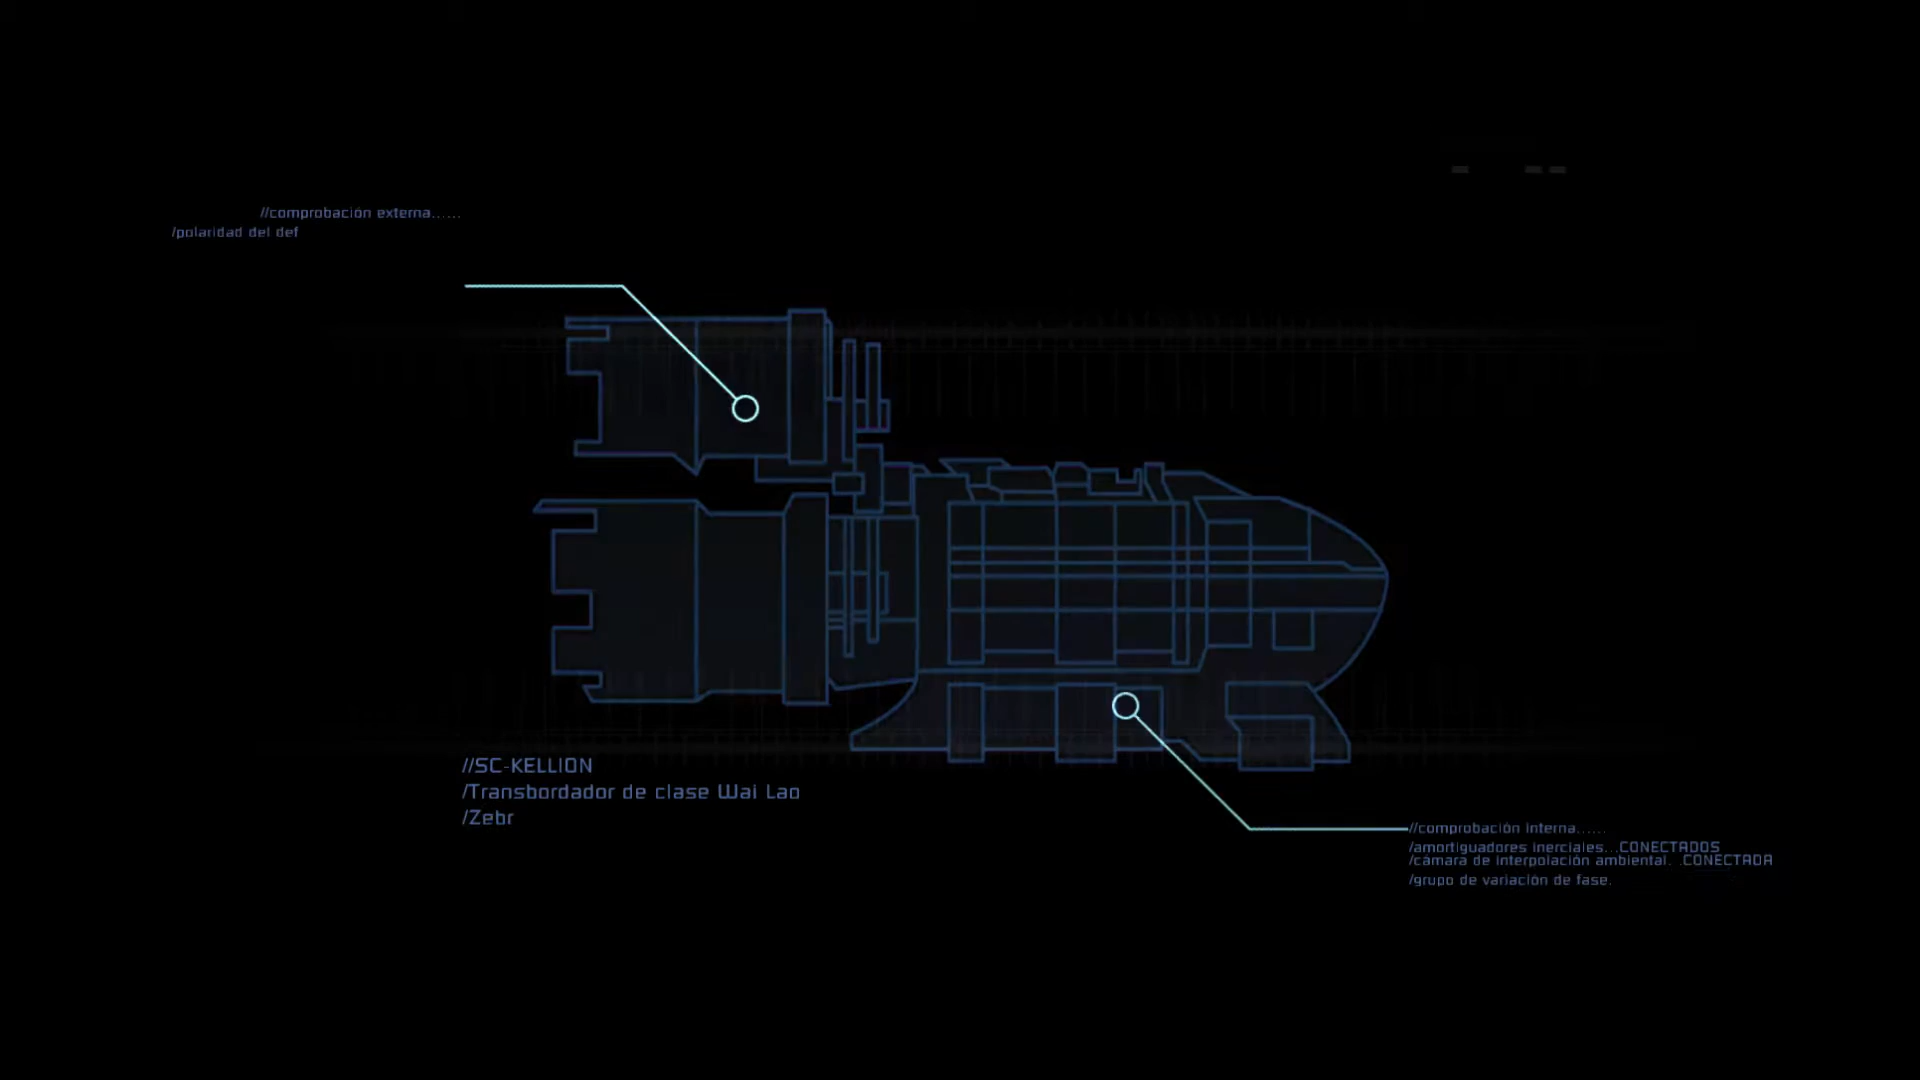 //comprobación externa......
/polaridad del def
//SC-KELLION
/Transbordador de clase Wai Lao
/Zebr
//comprobación interna......
/amortiguadores inerciales...CONECTADOS
/cámara de interpolación ambiental. .CONECTADA
/grupo de variación de fase.